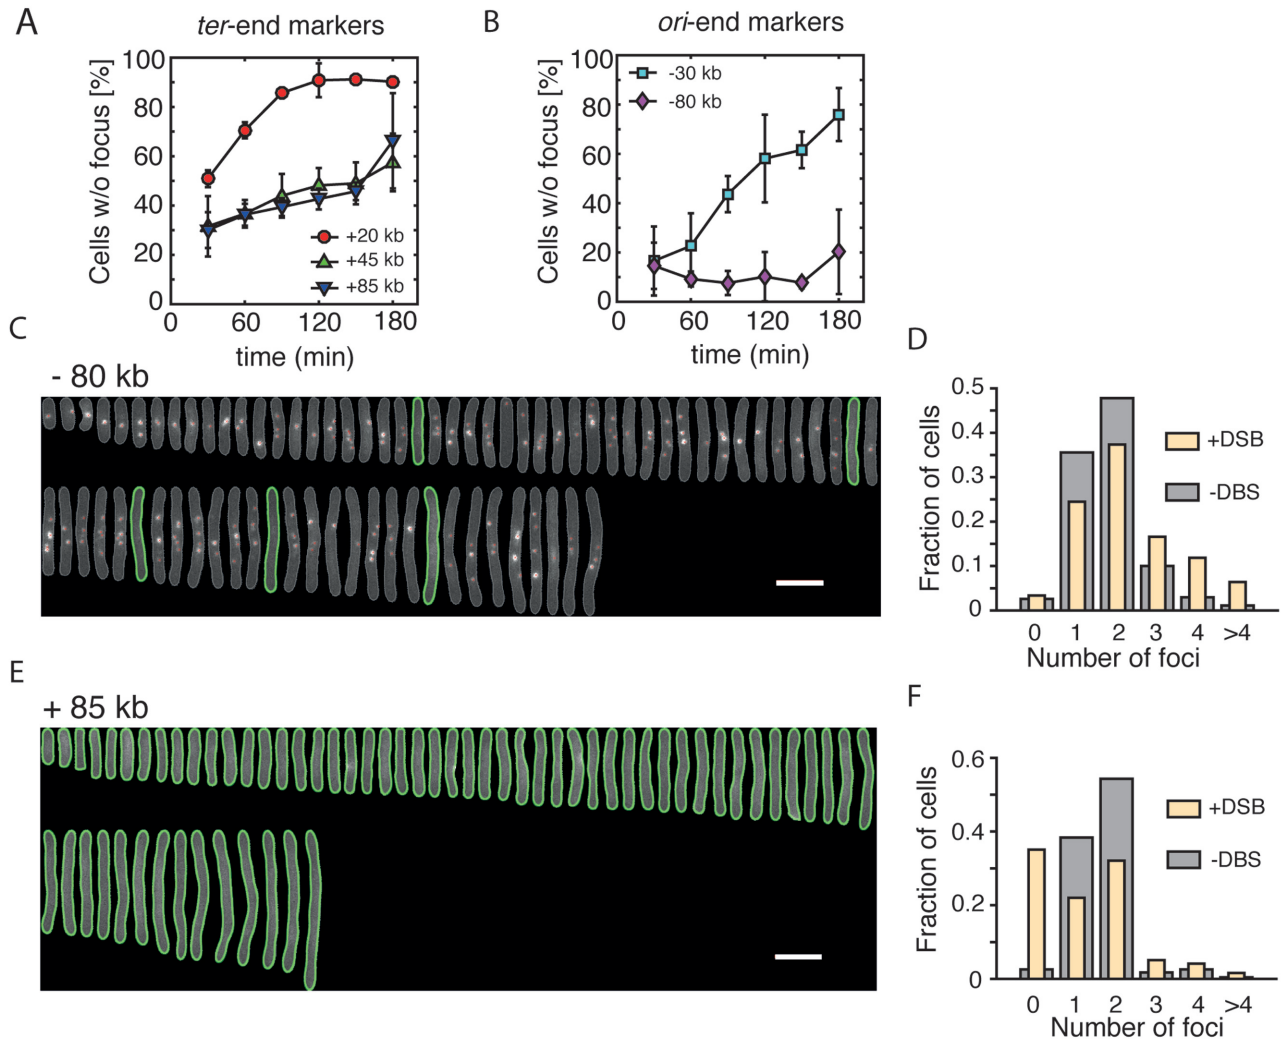 A
ter-end markers
Cells w/o focus [%]
100
80
60
40
20
0
+20 kb
+45 kb
+85 kb
0 60 120 180
time (min)
B
ori-end markers
Cells w/o focus [%]
100
80
60
40
20
0
-30 kb
-80 kb
0 60 120 180
time (min)
C
- 80 kb
D
Fraction of cells
0.5
0.4
0.3
0.2
0.1
0
+DSB
-DBS
0 1 2 3 4 >4
Number of foci
E
+ 85 kb
F
Fraction of cells
0.6
0.4
0.2
0
+DSB
-DBS
0 1 2 3 4 >4
Number of foci